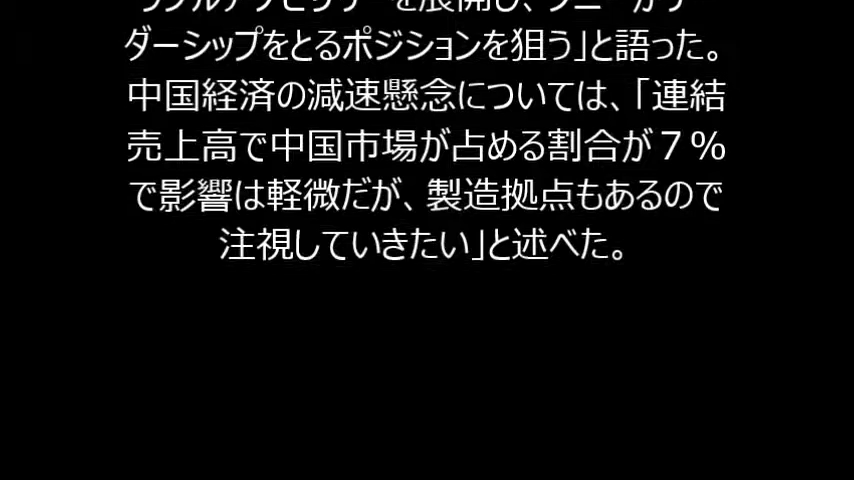 ダーシップをとるポジションを狙う」と語った。
中国経済の減速懸念については、「連結
売上高で中国市場が占める割合が７％
で影響は軽微だが、製造拠点もあるので
注視していきたい」と述べた。